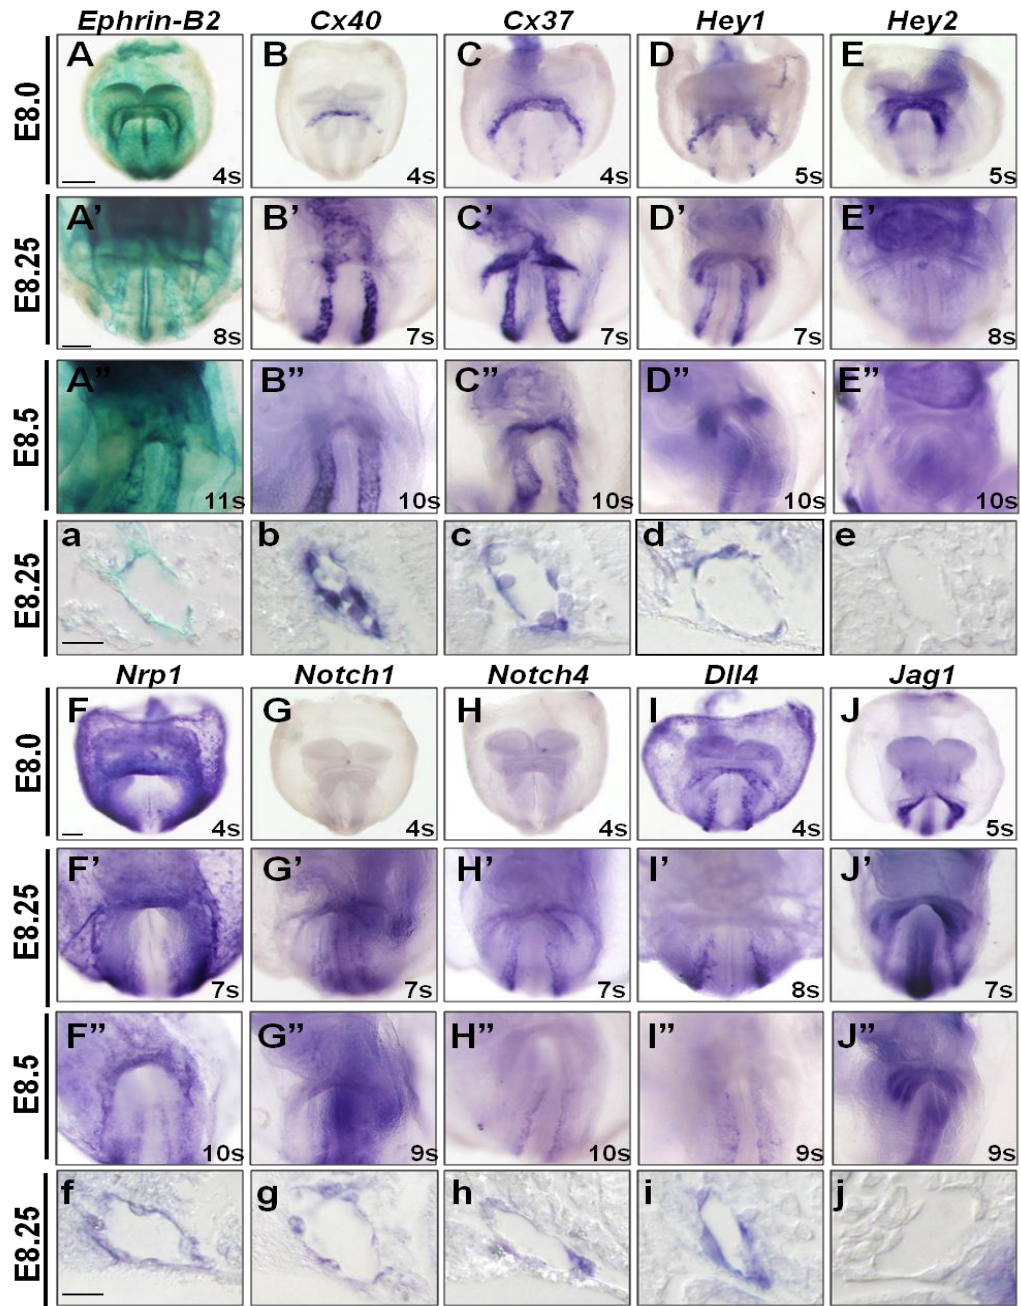 Ephrin-B2 Cx40 Cx37 Hey1 Hey2
E8.0
A B C D E
4s 4s 4s 5s 5s
E8.25
A’ B’ C’ D’ E’
8s 7s 7s 7s 8s
E8.5
A” B” C” D” E”
11s 10s 10s 10s 10s
E8.25
a b c d e
Nrp1 Notch1 Notch4 Dll4 Jag1
E8.0
F G H I J
4s 4s 4s 4s 5s
E8.25
F’ G’ H’ I’ J’
7s 7s 7s 8s 7s
E8.5
F” G” H” I” J”
10s 9s 10s 9s 9s
E8.25
f g h i j